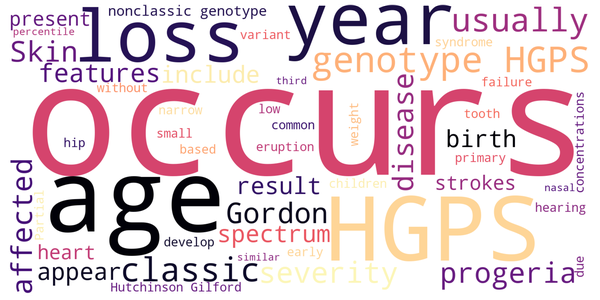 present
percentile
nonclassic genotype
Skin
loss
variant
year
usually
syndrome
features
include
genotype
HGPS
without
third
failure
occurs
narrow
low
weight
tooth
disease
concentrations
hip
small
common
based
eruption
birth
primary
affected
age
Partial
result
children
strokes
nasal
Gordon
HGPS
hearing
heart
spectrum
develop
early
appear
classic
similar
severity
progeria
due
Hutchinson Gilford